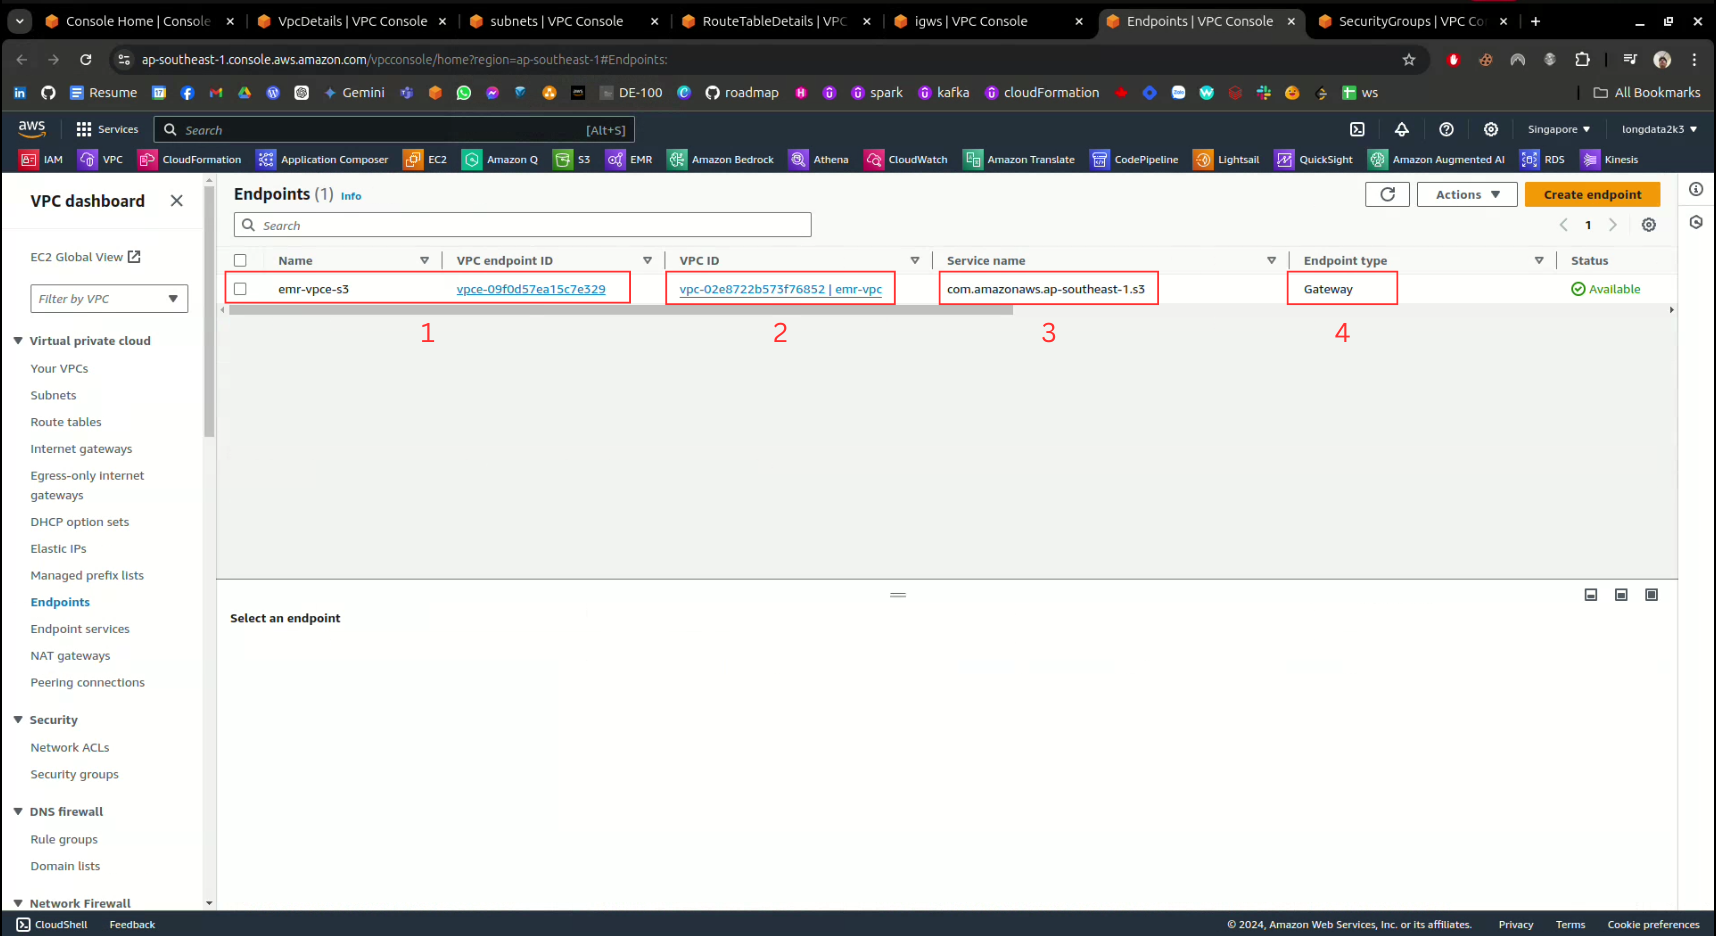 Console Home | Console
VpcDetails | VPC Console
subnets | VPC Console
RouteTableDetails | VPC
igws | VPC Console
Endpoints | VPC Console
SecurityGroups | VPC Co
ap-southeast-1.console.aws.amazon.com/vpcconsole/home?region=ap-southeast-1#Endpoints:
Resume
Gemini
DE-100
roadmap
spark
kafka
cloudFormation
ws
All Bookmarks
aws
Services
Search
[Alt+S]
Singapore
longdata2k3
IAM
VPC
CloudFormation
Application Composer
EC2
Amazon Q
S3
EMR
Amazon Bedrock
Athena
CloudWatch
Amazon Translate
CodePipeline
Lightsail
QuickSight
Amazon Augmented AI
RDS
Kinesis
VPC dashboard
EC2 Global View
Filter by VPC
Virtual private cloud
Your VPCs
Subnets
Route tables
Internet gateways
Egress-only internet
gateways
DHCP option sets
Elastic IPs
Managed prefix lists
Endpoints
Endpoint services
NAT gateways
Peering connections
Security
Network ACLs
Security groups
DNS firewall
Rule groups
Domain lists
Network Firewall
Endpoints (1) Info
Actions
Create endpoint
Search
1
Name
VPC endpoint ID
VPC ID
Service name
Endpoint type
Status
emr-vpce-s3
vpce-09f0d57ea15c7e329
vpc-02e8722b573f76852 | emr-vpc
com.amazonaws.ap-southeast-1.s3
Gateway
Available
1
2
3
4
Select an endpoint
CloudShell
Feedback
© 2024, Amazon Web Services, Inc. or its affiliates.
Privacy
Terms
Cookie preferences